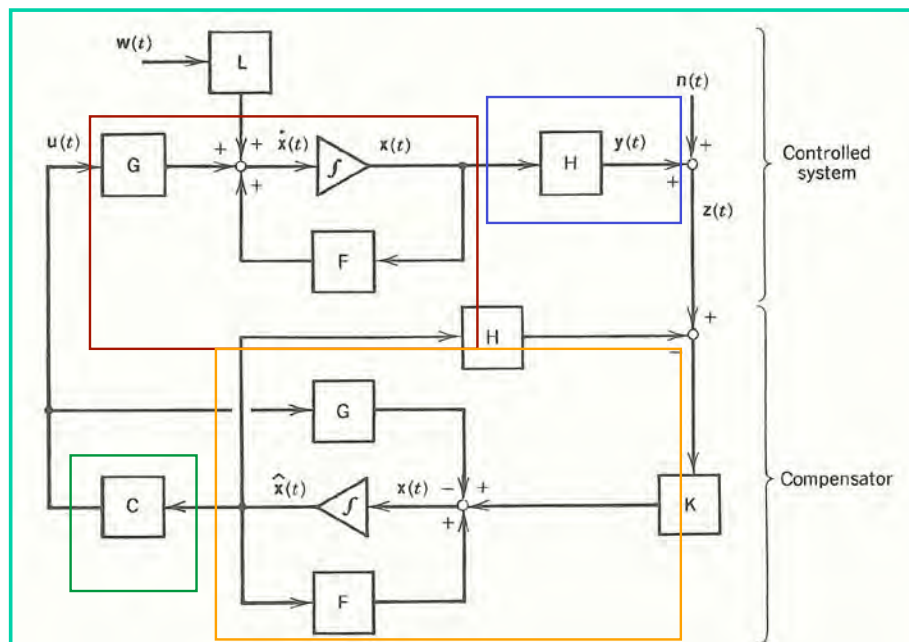 w(t)
L
n(t)
u(t)
G
+
+
ẋ(t)
∫
x(t)
H
y(t)
+
+
+
Controlled
system
z(t)
F
H
+
−
G
x̂(t)
∫
x(t)
−
+
+
C
K
Compensator
F